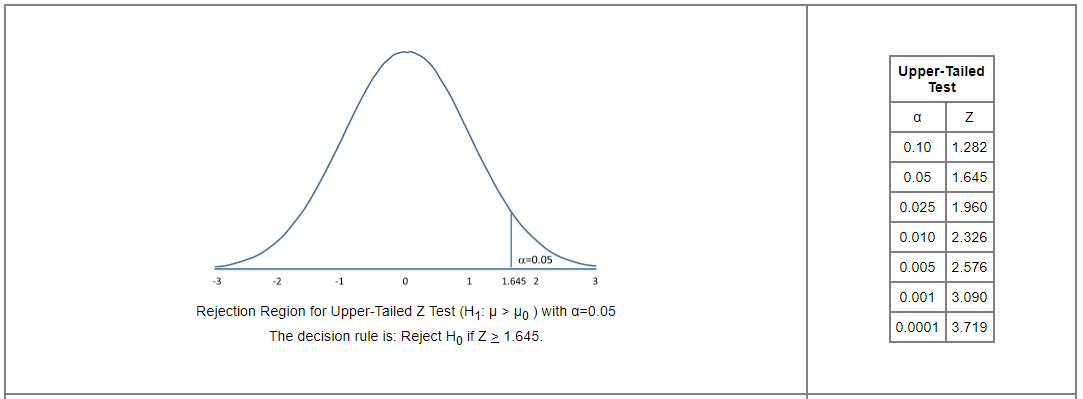 α=0.05
-3 -2 -1 0 1 1.645 2 3
Rejection Region for Upper-Tailed Z Test (H1: μ > μ0 ) with α=0.05
The decision rule is: Reject H0 if Z ≥ 1.645.
Upper-Tailed
Test
α Z
0.10 1.282
0.05 1.645
0.025 1.960
0.010 2.326
0.005 2.576
0.001 3.090
0.0001 3.719